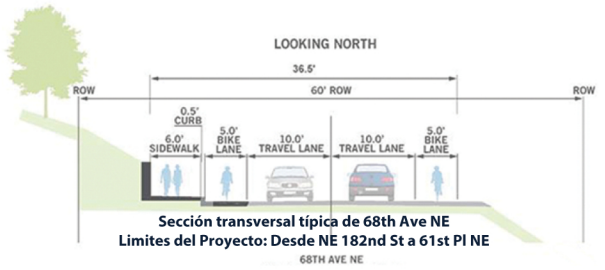 LOOKING NORTH
36.5'
ROW
60' ROW
ROW
0.5'
CURB
6.0'
SIDEWALK
5.0'
BIKE
LANE
10.0'
TRAVEL LANE
10.0'
TRAVEL LANE
5.0'
BIKE
LANE
Sección transversal típica de 68th Ave NE
Limites del Proyecto: Desde NE 182nd St a 61st Pl NE
68TH AVE NE